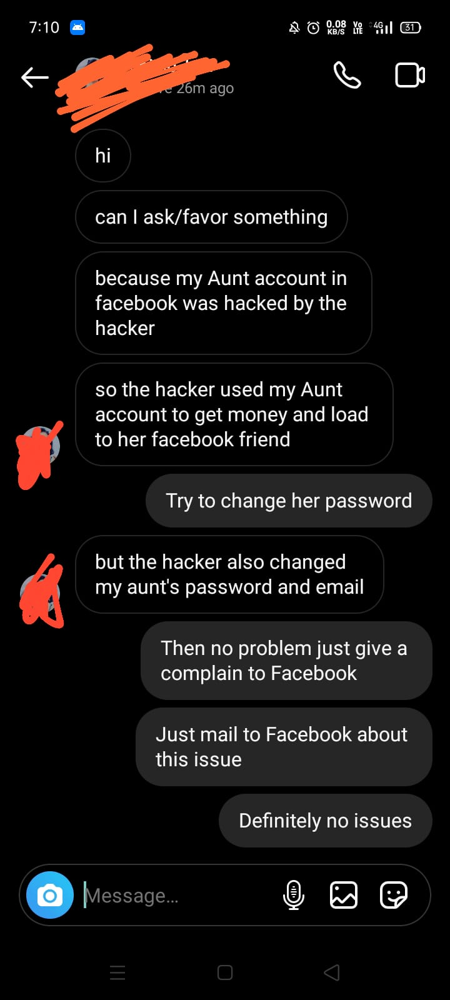 7:10
0.08
KB/S
Vo
LTE
4G
31
26m ago
hi
can I ask/favor something
because my Aunt account in
facebook was hacked by the
hacker
so the hacker used my Aunt
account to get money and load
to her facebook friend
Try to change her password
but the hacker also changed
my aunt's password and email
Then no problem just give a
complain to Facebook
Just mail to Facebook about
this issue
Definitely no issues
Message...